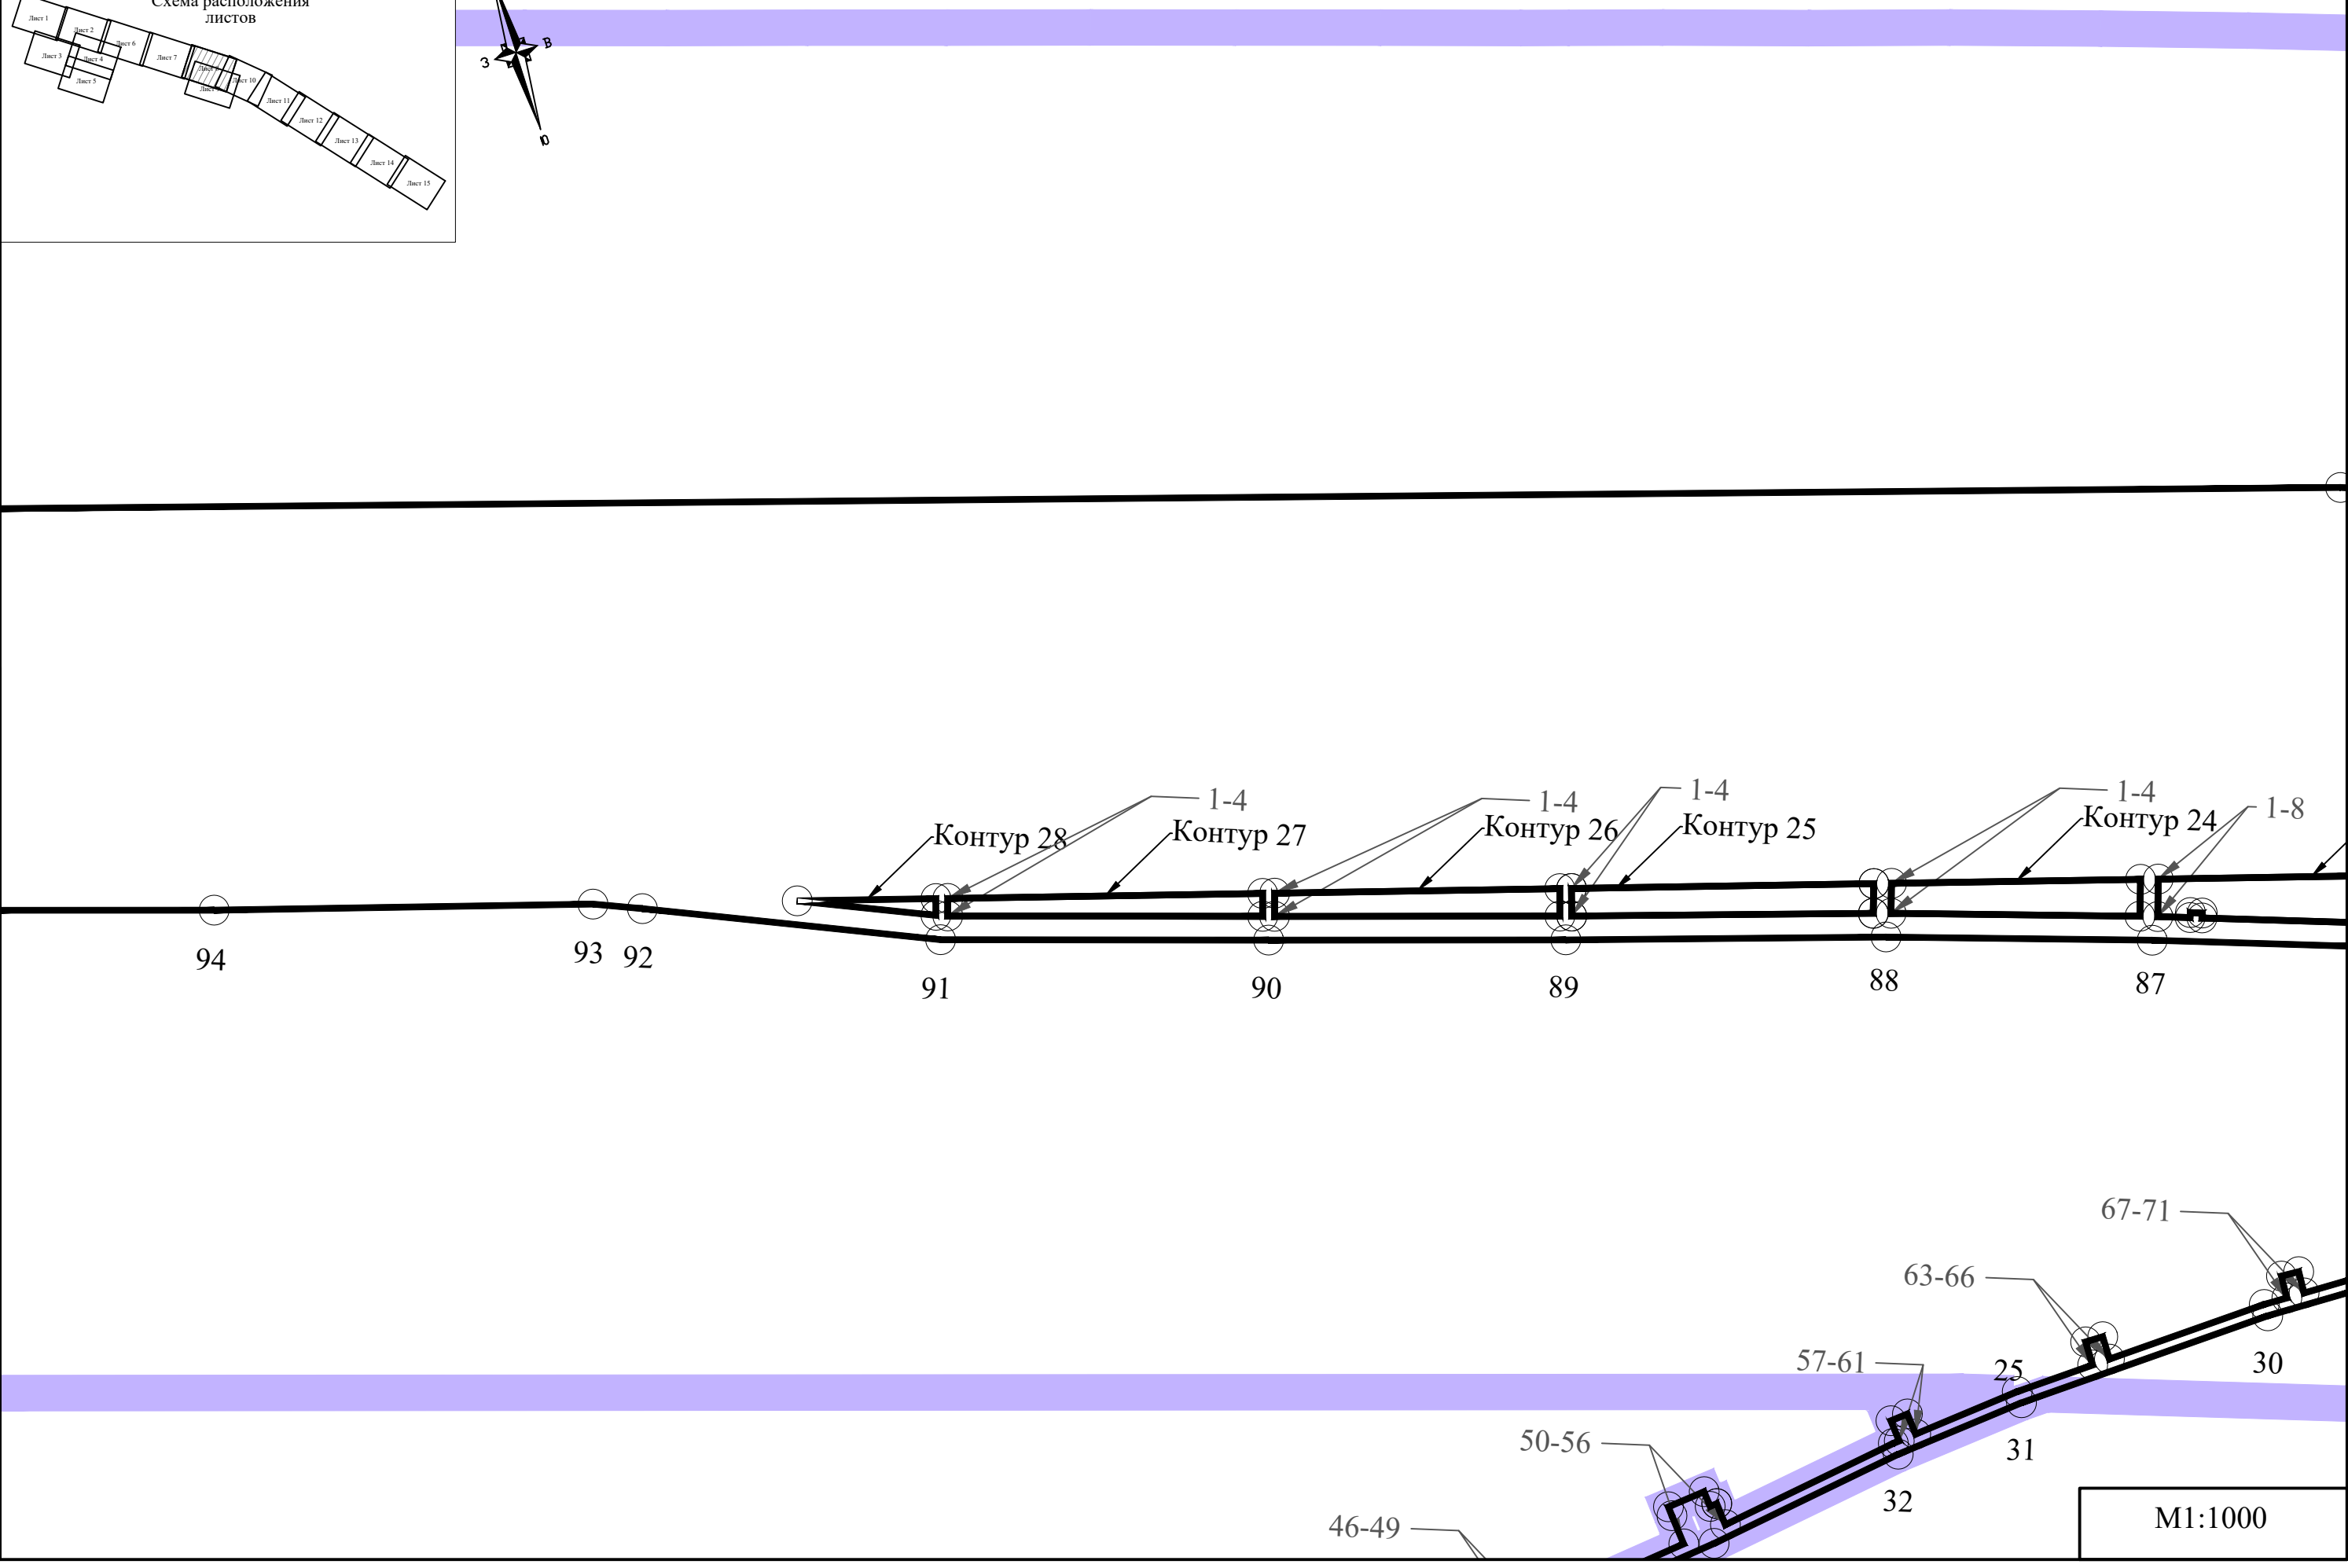 Схема расположения
листов
Лист 1
Лист 2
Лист 3
Лист 4
Лист 5
Лист 6
Лист 7
Лист 10
Лист 11
Лист 12
Лист 13
Лист 14
Лист 15
В
З
Ю
1-4
1-4
1-4
1-4
1-8
Контур 28
Контур 27
Контур 26
Контур 25
Контур 24
94
93
92
91
90
89
88
87
67-71
63-66
57-61
25
30
50-56
31
32
46-49
М1:1000